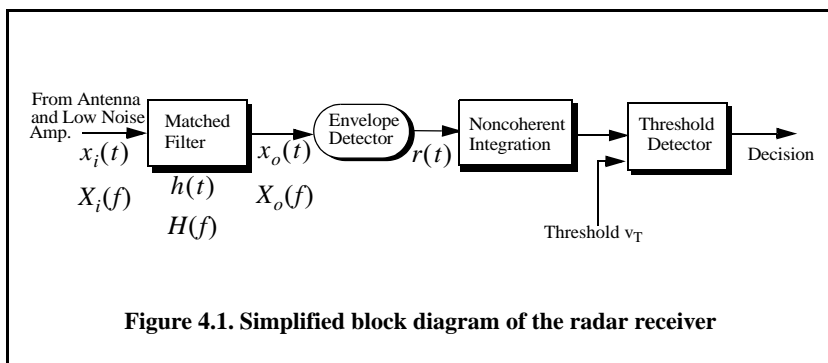 From Antenna
and Low Noise
Amp.
x_i(t)
X_i(f)
Matched
Filter
h(t)
H(f)
x_o(t)
X_o(f)
Envelope
Detector
r(t)
Noncoherent
Integration
Threshold
Detector
Decision
Threshold v_T
Figure 4.1. Simplified block diagram of the radar receiver